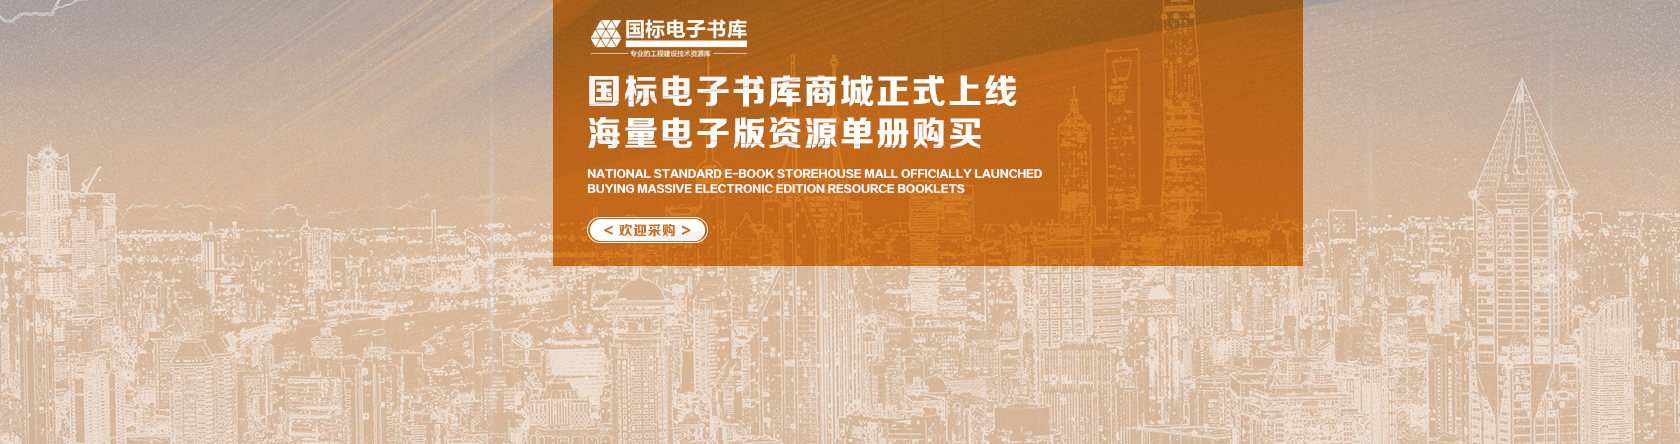 国标电子书库
专业的工程建设技术资源库
国标电子书库商城正式上线
海量电子版资源单册购买
NATIONAL STANDARD E-BOOK STOREHOUSE MALL OFFICIALLY LAUNCHED
BUYING MASSIVE ELECTRONIC EDITION RESOURCE BOOKLETS
< 欢迎采购 >